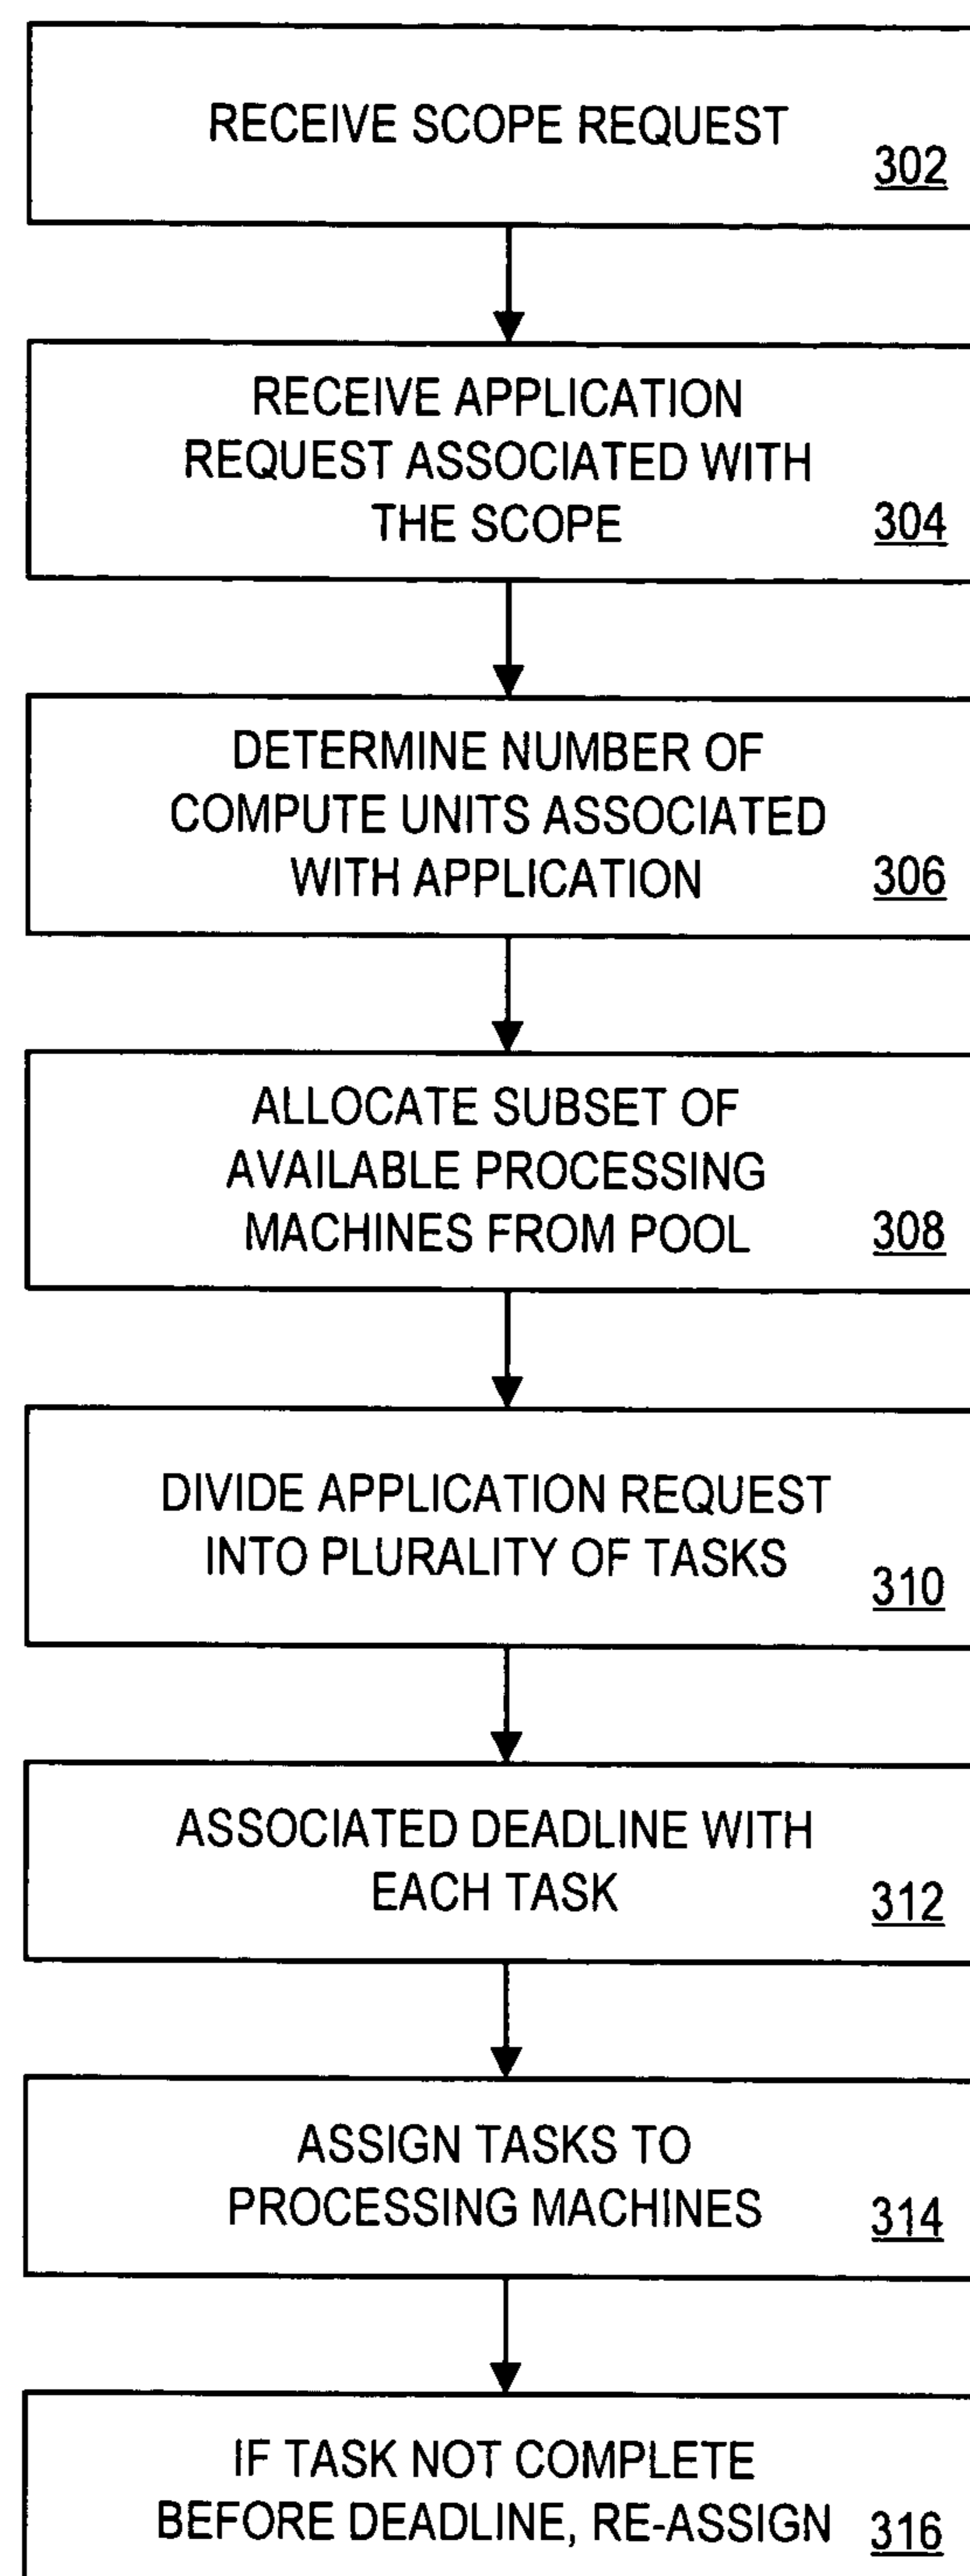 RECEIVE SCOPE REQUEST
302
RECEIVE APPLICATION
REQUEST ASSOCIATED WITH
THE SCOPE
304
DETERMINE NUMBER OF
COMPUTE UNITS ASSOCIATED
WITH APPLICATION
306
ALLOCATE SUBSET OF
AVAILABLE PROCESSING
MACHINES FROM POOL
308
DIVIDE APPLICATION REQUEST
INTO PLURALITY OF TASKS
310
ASSOCIATED DEADLINE WITH
EACH TASK
312
ASSIGN TASKS TO
PROCESSING MACHINES
314
IF TASK NOT COMPLETE
BEFORE DEADLINE, RE-ASSIGN
316